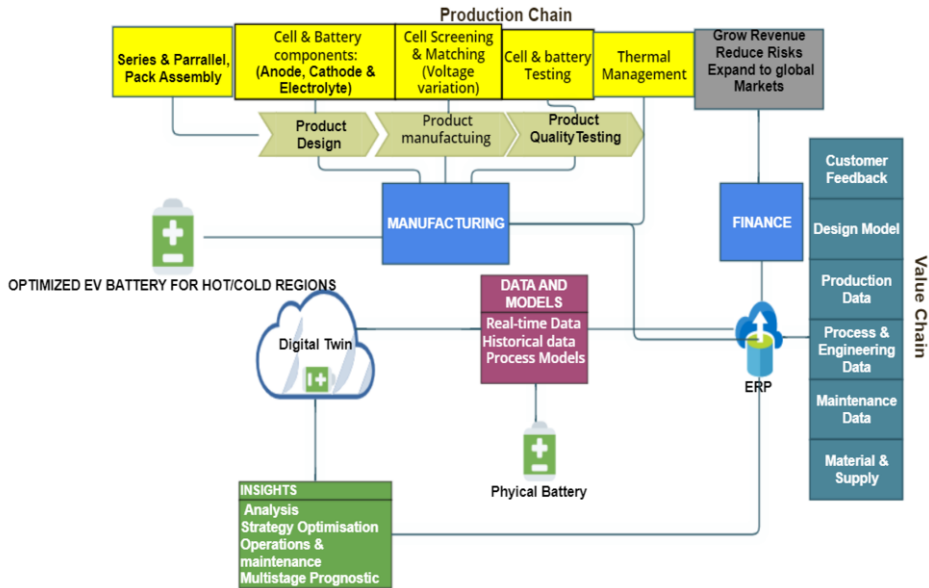 Production Chain
Series & Parrallel,
Pack Assembly
Cell & Battery
components:
(Anode, Cathode &
Electrolyte)
Cell Screening
& Matching
(Voltage
variation)
Cell & battery
Testing
Thermal
Management
Grow Revenue
Reduce Risks
Expand to global
Markets
Product
Design
Product
manufactuing
Product
Quality Testing
MANUFACTURING
FINANCE
Customer
Feedback
Design Model
Production
Data
Process &
Engineering
Data
Maintenance
Data
Material &
Supply
Value Chain
OPTIMIZED EV BATTERY FOR HOT/COLD REGIONS
DATA AND
MODELS
Real-time Data
Historical data
Process Models
Digital Twin
ERP
Phyical Battery
INSIGHTS
Analysis
Strategy Optimisation
Operations &
maintenance
Multistage Prognostic